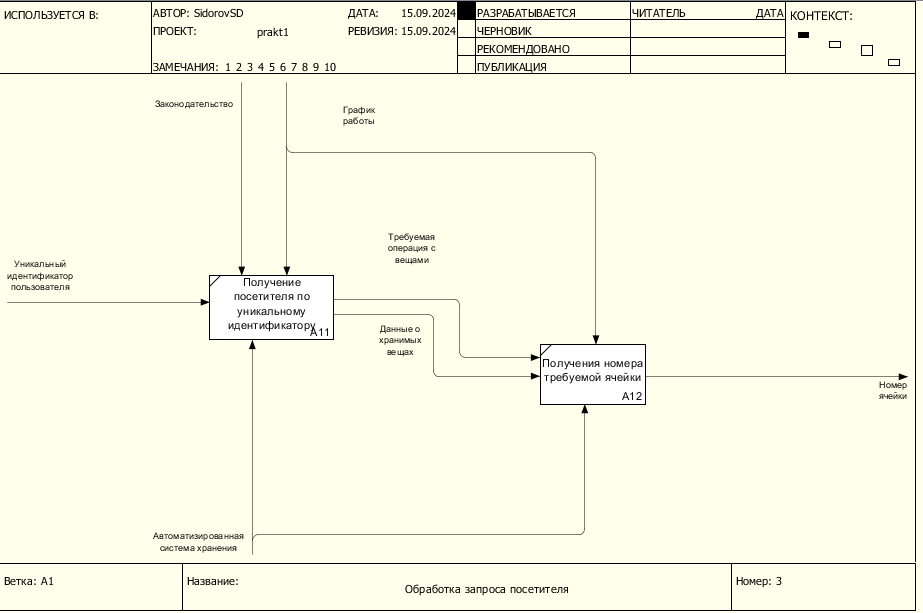 ИСПОЛЬЗУЕТСЯ В:
АВТОР: SidorovSD
ДАТА: 15.09.2024
ПРОЕКТ: prakt1
РЕВИЗИЯ: 15.09.2024
ЗАМЕЧАНИЯ: 1 2 3 4 5 6 7 8 9 10
РАЗРАБАТЫВАЕТСЯ
ЧЕРНОВИК
РЕКОМЕНДОВАНО
ПУБЛИКАЦИЯ
ЧИТАТЕЛЬ
ДАТА
КОНТЕКСТ:
Законодательство
График
работы
Требуемая
операция с
вещами
Уникальный
идентификатор
пользователя
Получение
посетителя по
уникальному
идентификатору
A11
Данные о
хранимых
вещах
Получения номера
требуемой ячейки
A12
Номер
ячейки
Автоматизированная
система хранения
Ветка: A1
Название:
Обработка запроса посетителя
Номер: 3